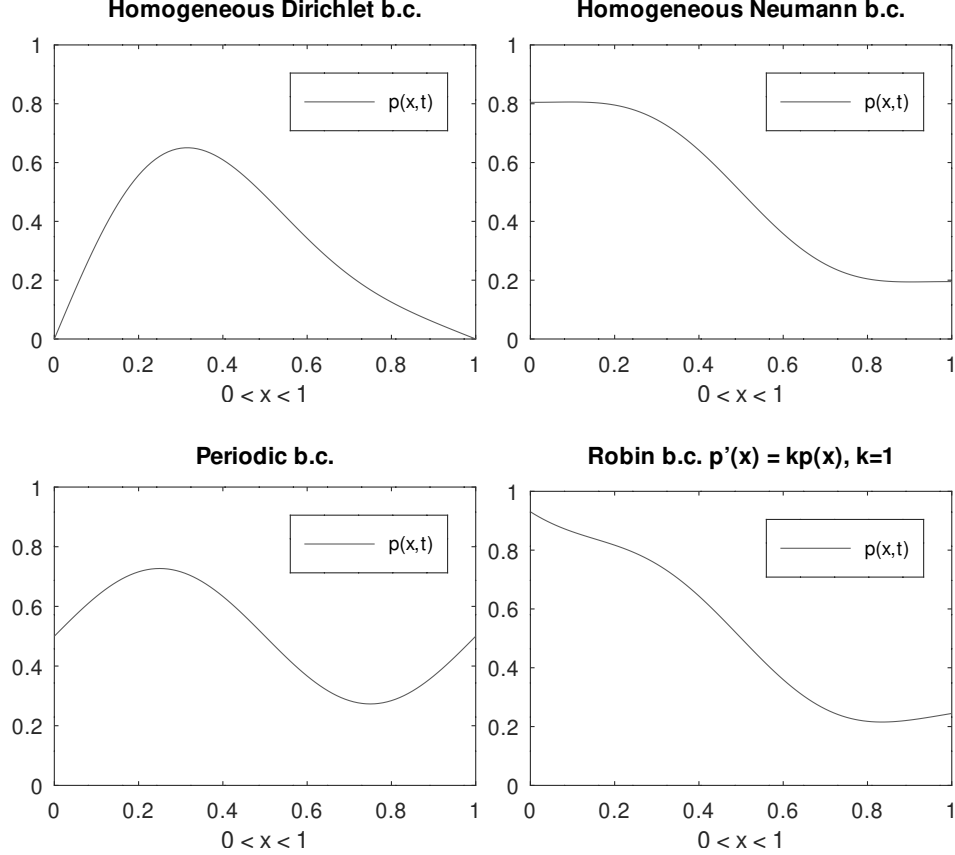 Homogeneous Dirichlet b.c.
1
0.8
0.6
0.4
0.2
0
0 0.2 0.4 0.6 0.8 1
0 < x < 1
p(x,t)
Homogeneous Neumann b.c.
1
0.8
0.6
0.4
0.2
0
0 0.2 0.4 0.6 0.8 1
0 < x < 1
p(x,t)
Periodic b.c.
1
0.8
0.6
0.4
0.2
0
0 0.2 0.4 0.6 0.8 1
0 < x < 1
p(x,t)
Robin b.c. p'(x) = kp(x), k=1
1
0.8
0.6
0.4
0.2
0
0 0.2 0.4 0.6 0.8 1
0 < x < 1
p(x,t)